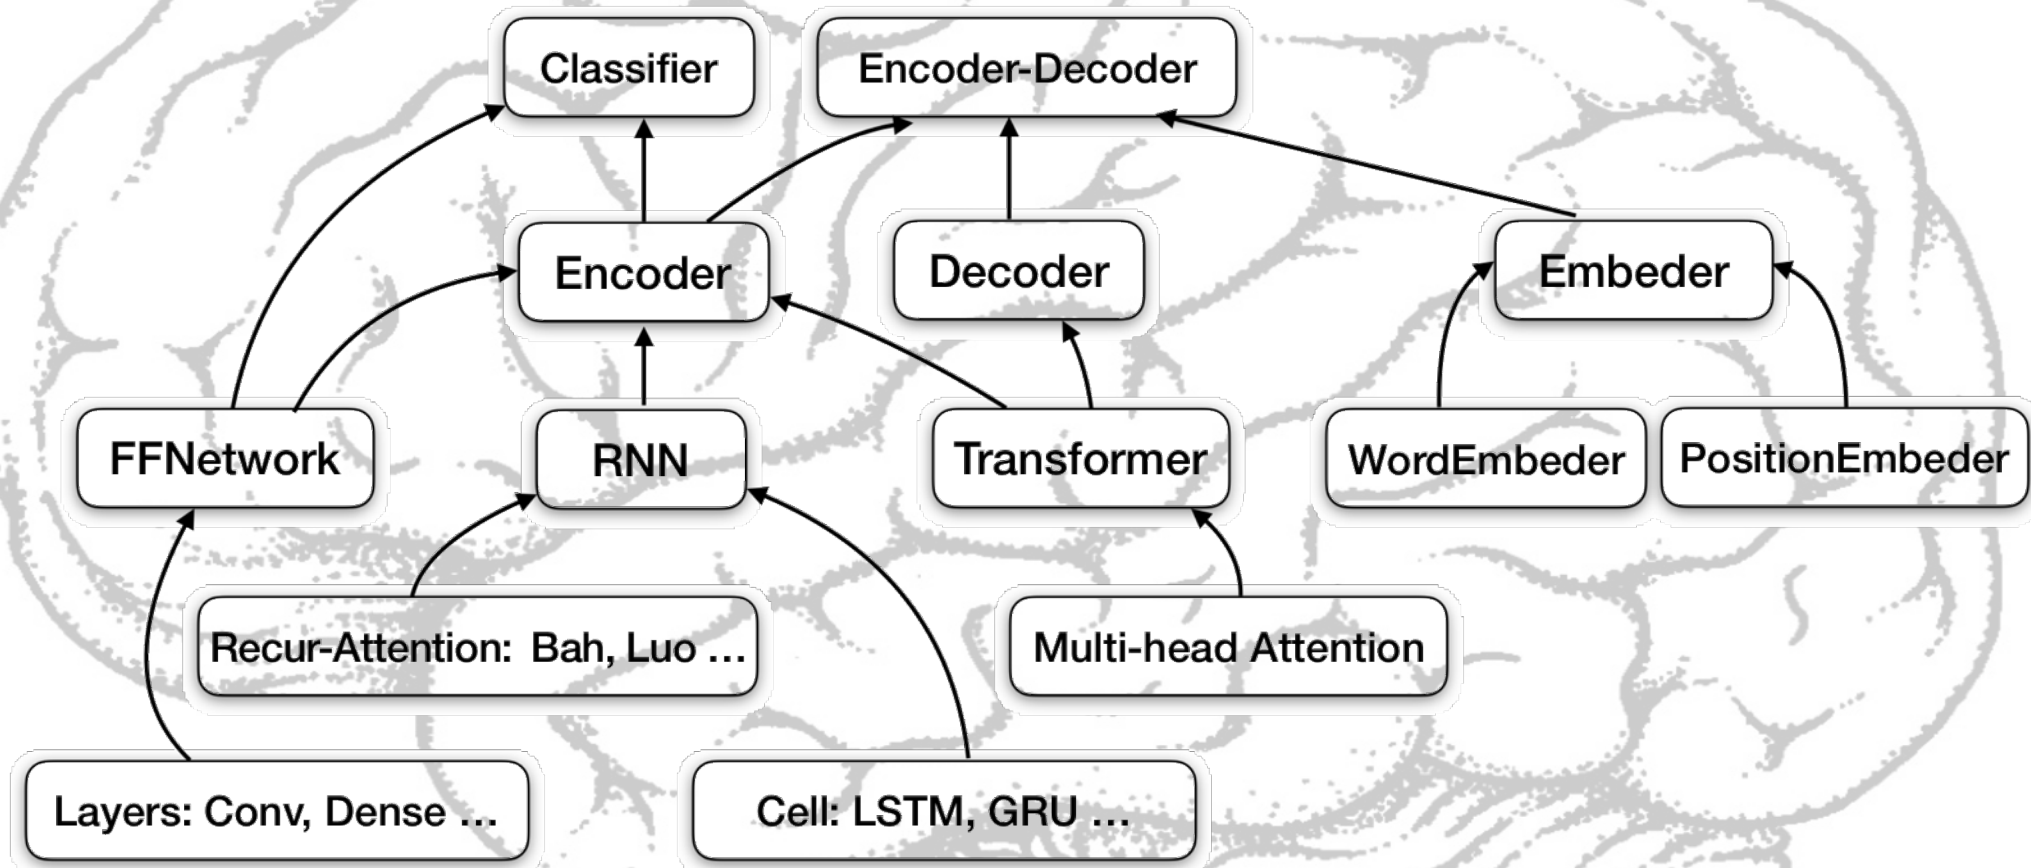 Classifier
Encoder-Decoder
Encoder
Decoder
Embeder
FFNetwork
RNN
Transformer
WordEmbeder
PositionEmbeder
Recur-Attention: Bah, Luo ...
Multi-head Attention
Layers: Conv, Dense ...
Cell: LSTM, GRU ...